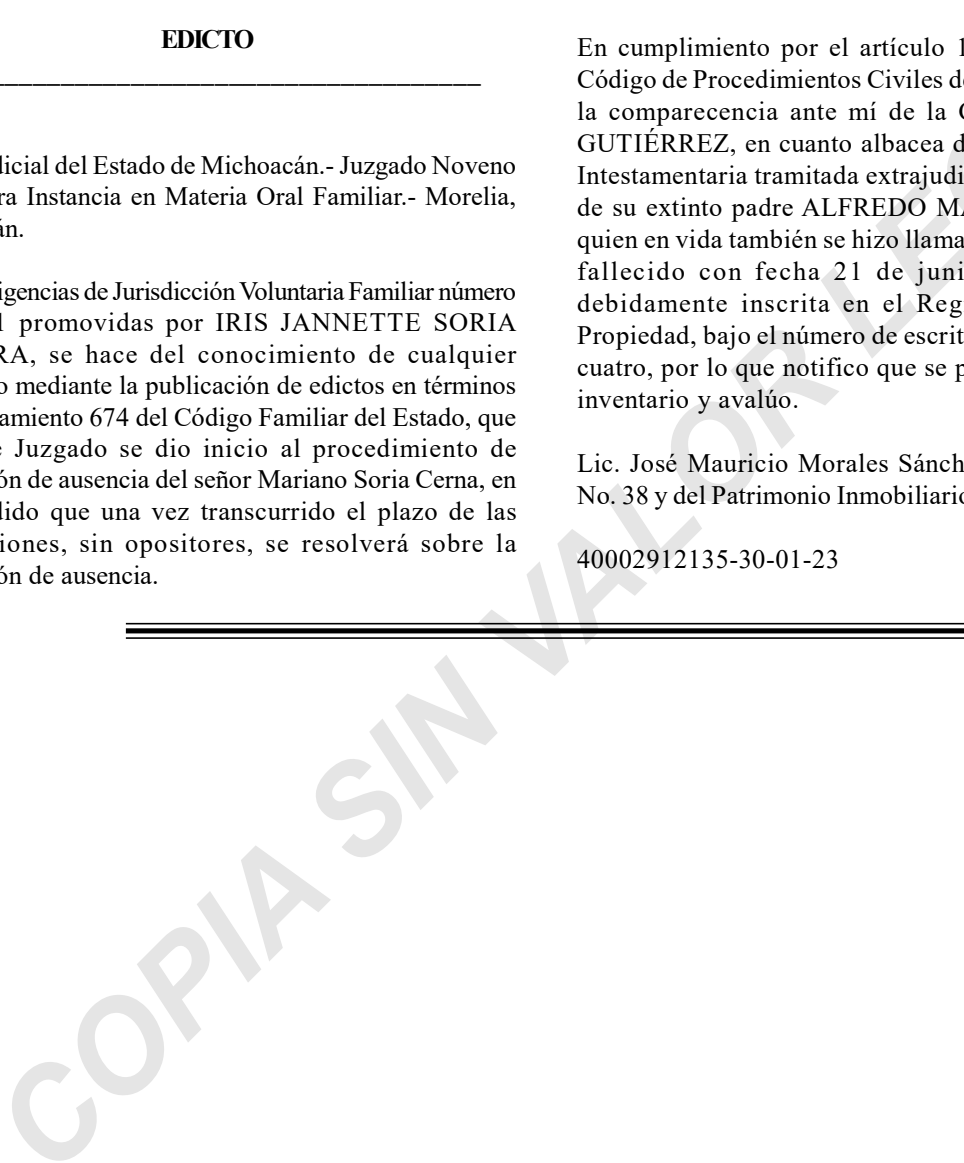 EDICTO
dicial del Estado de Michoacán.- Juzgado Noveno
ra Instancia en Materia Oral Familiar.- Morelia,
án.
igencias de Jurisdicción Voluntaria Familiar número
l promovidas por IRIS JANNETTE SORIA
RA, se hace del conocimiento de cualquier
o mediante la publicación de edictos en términos
amiento 674 del Código Familiar del Estado, que
e Juzgado se dio inicio al procedimiento de
ón de ausencia del señor Mariano Soria Cerna, en
dido que una vez transcurrido el plazo de las
iones, sin opositores, se resolverá sobre la
ón de ausencia.
En cumplimiento por el artículo 1
Código de Procedimientos Civiles d
la comparecencia ante mí de la
GUTIÉRREZ, en cuanto albacea d
Intestamentaria tramitada extrajudi
de su extinto padre ALFREDO MA
quien en vida también se hizo llama
fallecido con fecha 21 de juni
debidamente inscrita en el Reg
Propiedad, bajo el número de escrit
cuatro, por lo que notifico que se p
inventario y avalúo.
Lic. José Mauricio Morales Sánch
No. 38 y del Patrimonio Inmobiliario
40002912135-30-01-23
COPIA SIN VALOR LE